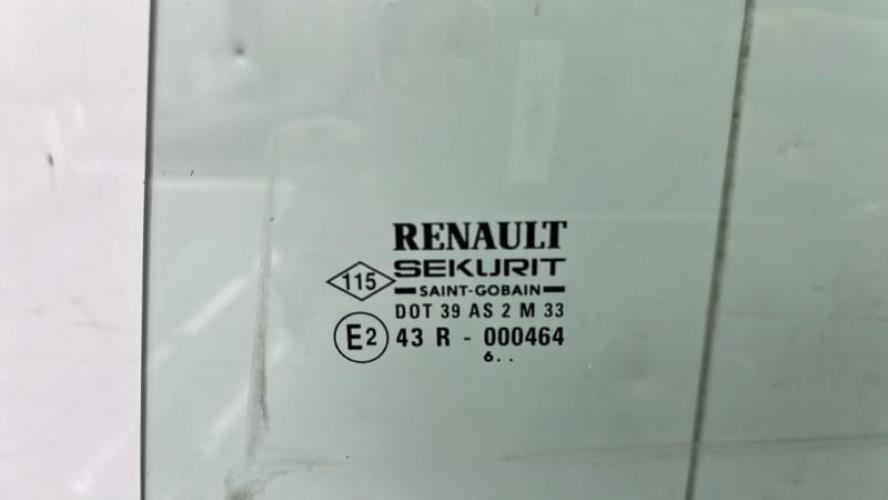 RENAULT
115 SEKURIT
SAINT-GOBAIN
DOT 39 AS 2 M 33
E2 43 R - 000464
6. .